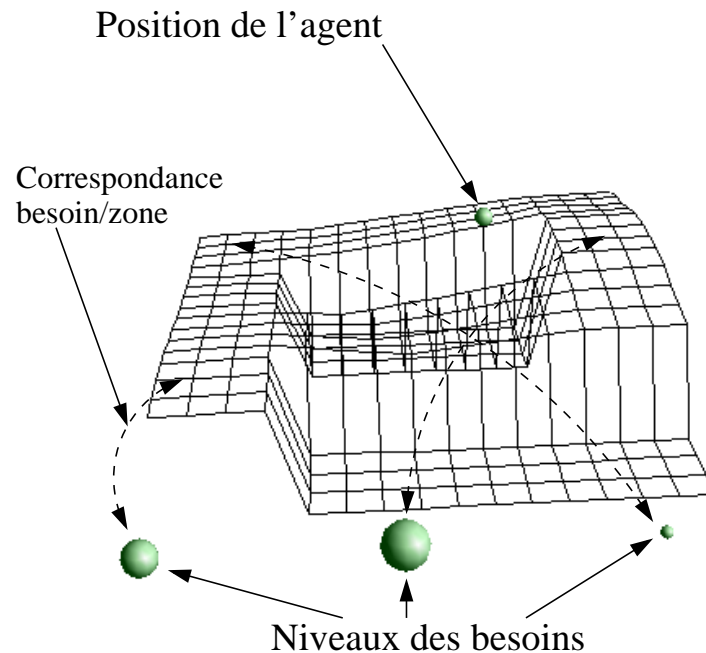 Position de l’agent
Correspondance
besoin/zone
Niveaux des besoins